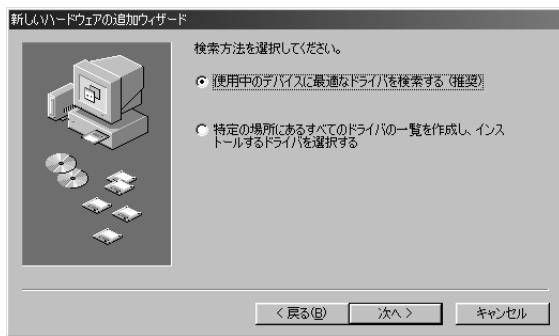 新しいハードウェアの追加ウィザード
検索方法を選択してください。
使用中のデバイスに最適なドライバを検索する (推奨)
特定の場所にあるすべてのドライバの一覧を作成し、インス
トールするドライバを選択する
< 戻る(B)
次へ >
キャンセル